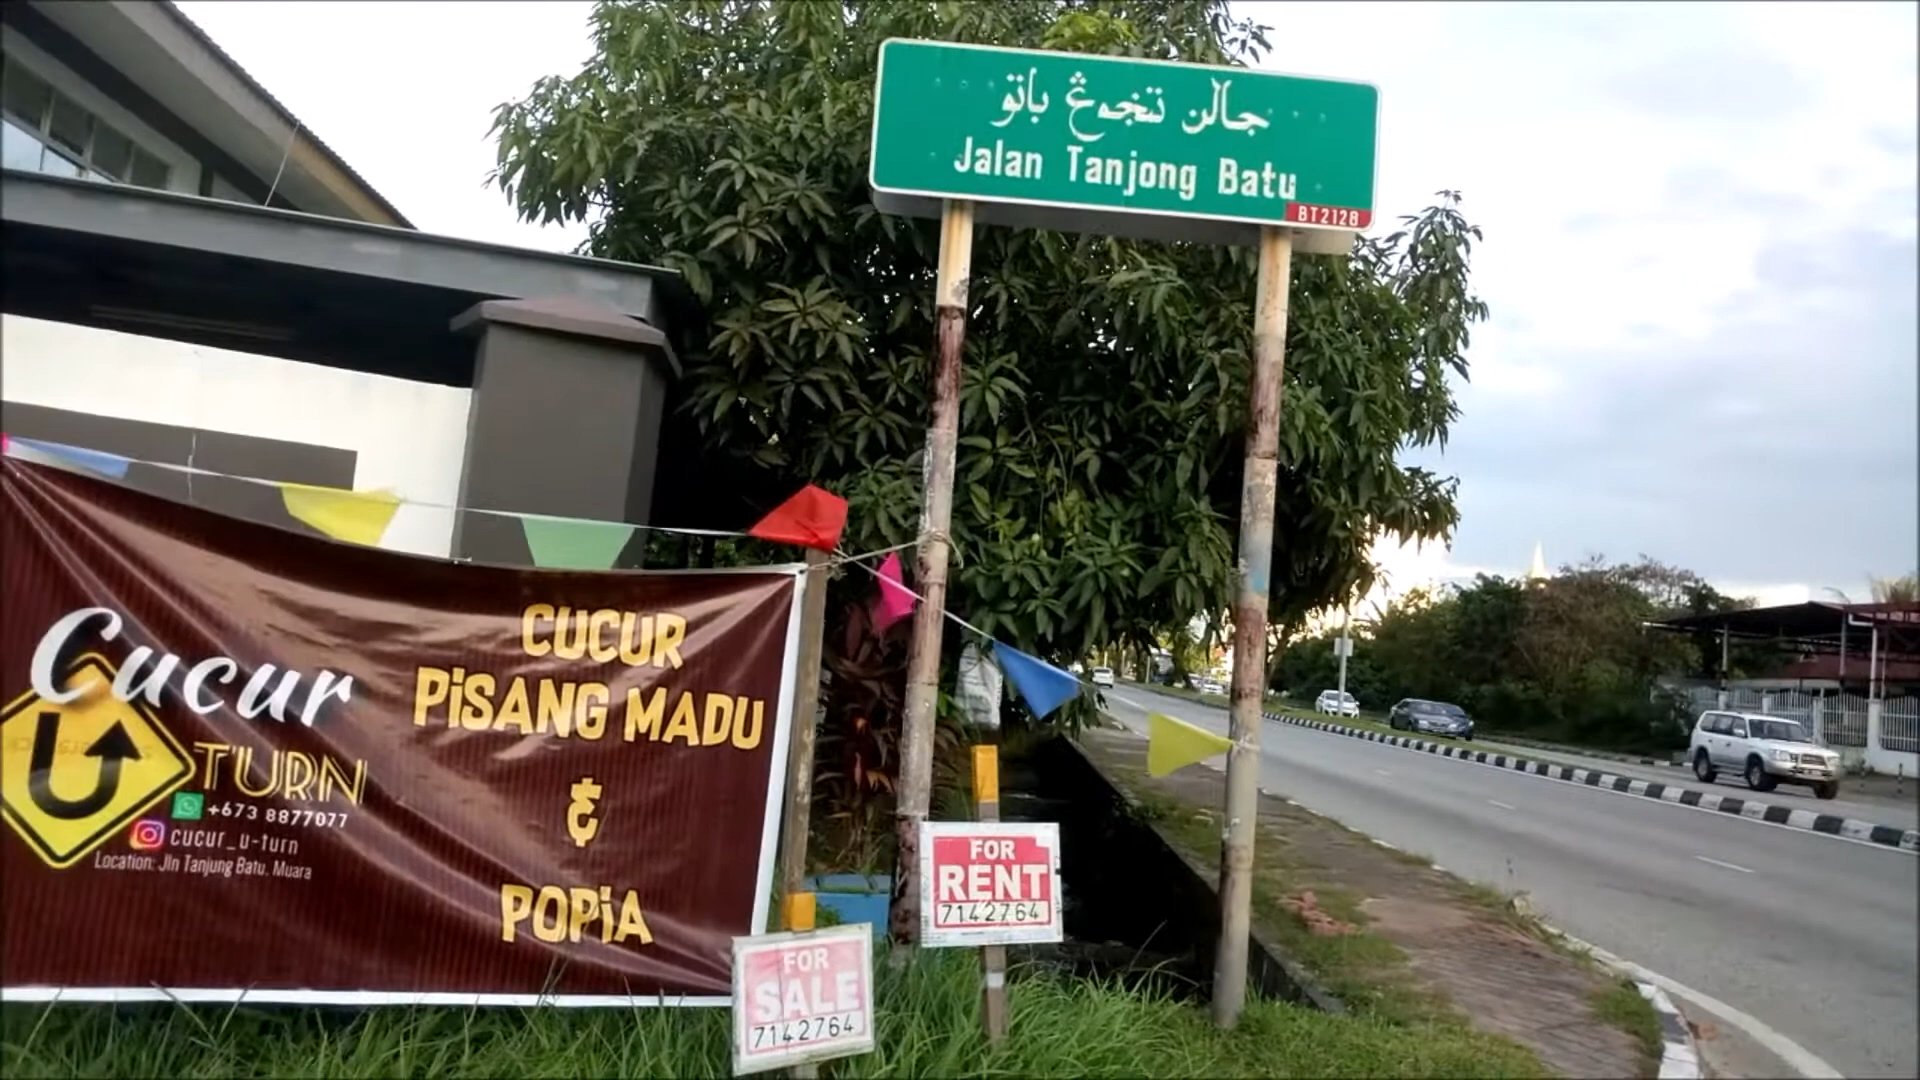 جالن تنجوڠ باتو
Jalan Tanjong Batu
BT2128
Cucur
U TURN
+673 8877077
cucur_u-turn
Location: Jln Tanjung Batu, Muara
CUCUR
PiSANG MADU
&
POPiA
FOR
RENT
7142764
FOR
SALE
7142764